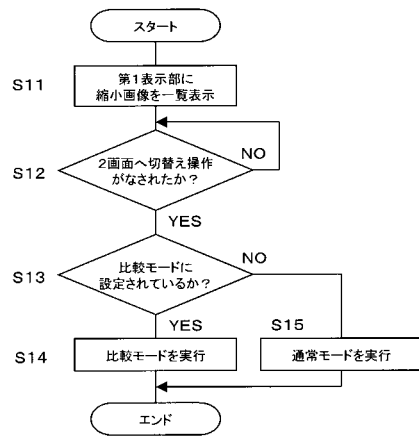 スタート
S11
第1表示部に
縮小画像を一覧表示
S12
2画面へ切替え操作
がなされたか？
NO
YES
S13
比較モードに
設定されているか？
NO
YES
S14
比較モードを実行
S15
通常モードを実行
エンド